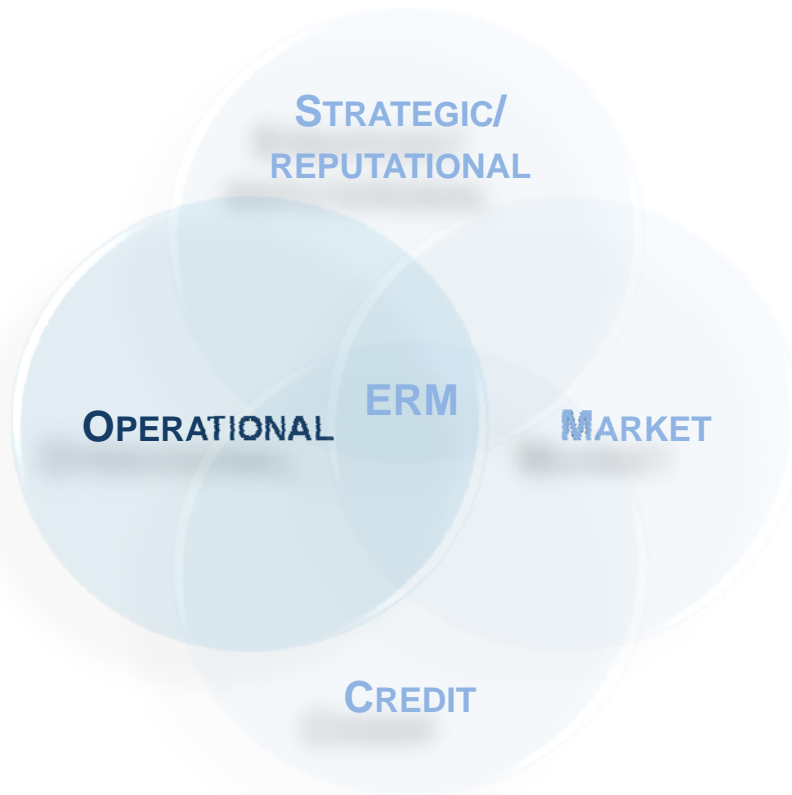 STRATEGIC/
REPUTATIONAL
ERM
OPERATIONAL
MARKET
CREDIT